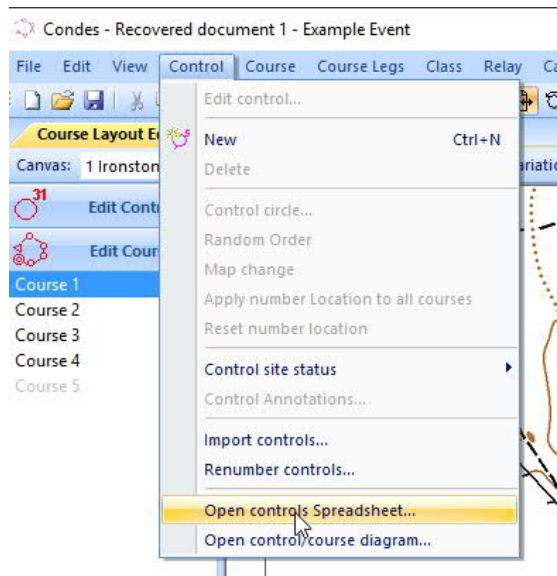 Condes - Recovered document 1 - Example Event
File Edit View Control Course Course Legs Class Relay
Course Layout
Canvas: 1
31
Edit
Edit
Course 1
Course 2
Course 3
Course 4
Course 5
Edit control...
New Ctrl+N
Delete
Control circle...
Random Order
Map change
Apply number Location to all courses
Reset number location
Control site status
Control Annotations...
Import controls...
Renumber controls...
Open controls Spreadsheet...
Open control/course diagram...